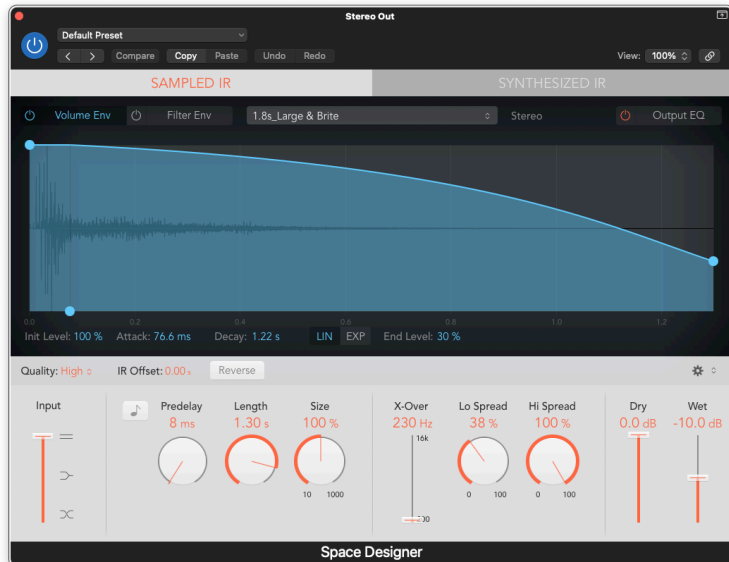 Stereo Out
Default Preset
Compare Copy Paste Undo Redo View: 100%
SAMPLED IR SYNTHESIZED IR
Volume Env Filter Env 1.8s_Large & Brite Stereo Output EQ
0.0 0.2 0.4 0.6 0.8 1.0 1.2
Init Level: 100 % Attack: 76.6 ms Decay: 1.22 s LIN EXP End Level: 30 %
Quality: High IR Offset: 0.00 s Reverse
Input Predelay Length Size X-Over Lo Spread Hi Spread Dry Wet
8 ms 1.30 s 100 % 230 Hz 38 % 100 % 0.0 dB -10.0 dB
16k
10 1000 0 100 0 100
Space Designer